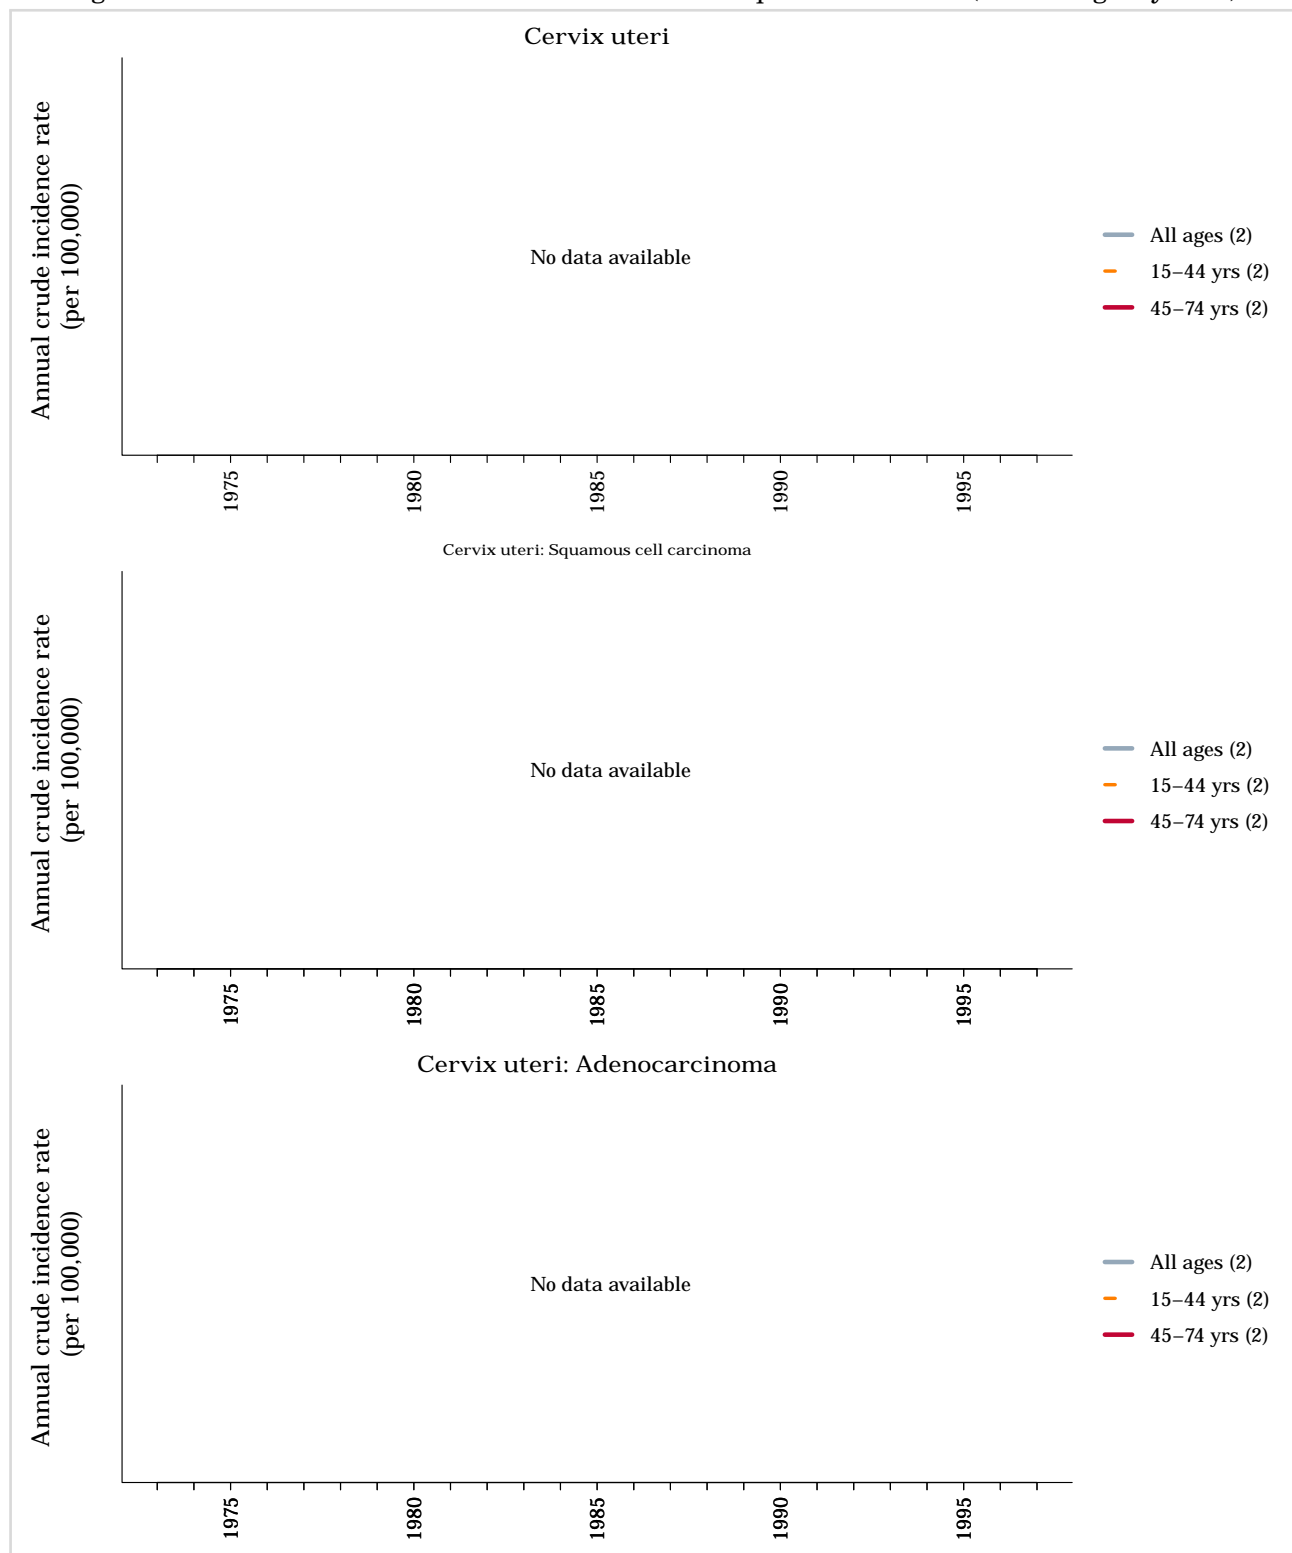 Cervix uteri
Annual crude incidence rate
(per 100,000)
No data available
All ages (2)
15–44 yrs (2)
45–74 yrs (2)
1975
1980
1985
1990
1995
Cervix uteri: Squamous cell carcinoma
Annual crude incidence rate
(per 100,000)
No data available
All ages (2)
15–44 yrs (2)
45–74 yrs (2)
1975
1980
1985
1990
1995
Cervix uteri: Adenocarcinoma
Annual crude incidence rate
(per 100,000)
No data available
All ages (2)
15–44 yrs (2)
45–74 yrs (2)
1975
1980
1985
1990
1995